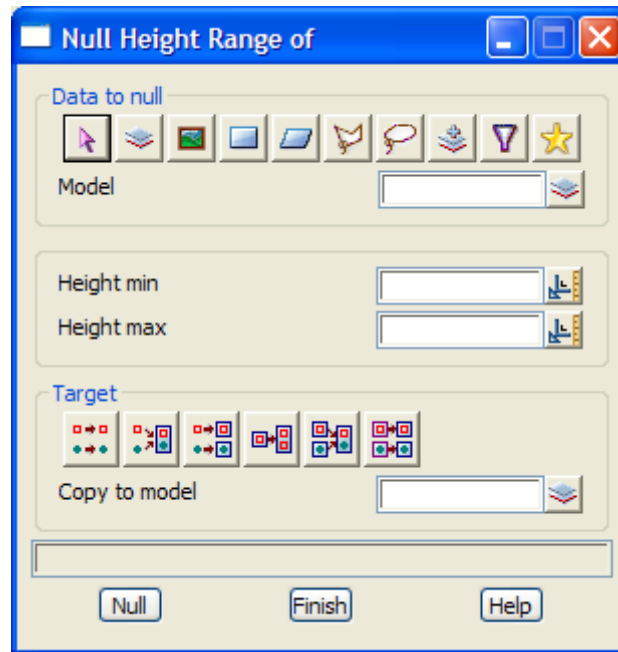 Null Height Range of
Data to null
Model
Height min
Height max
Target
Copy to model
Null Finish Help